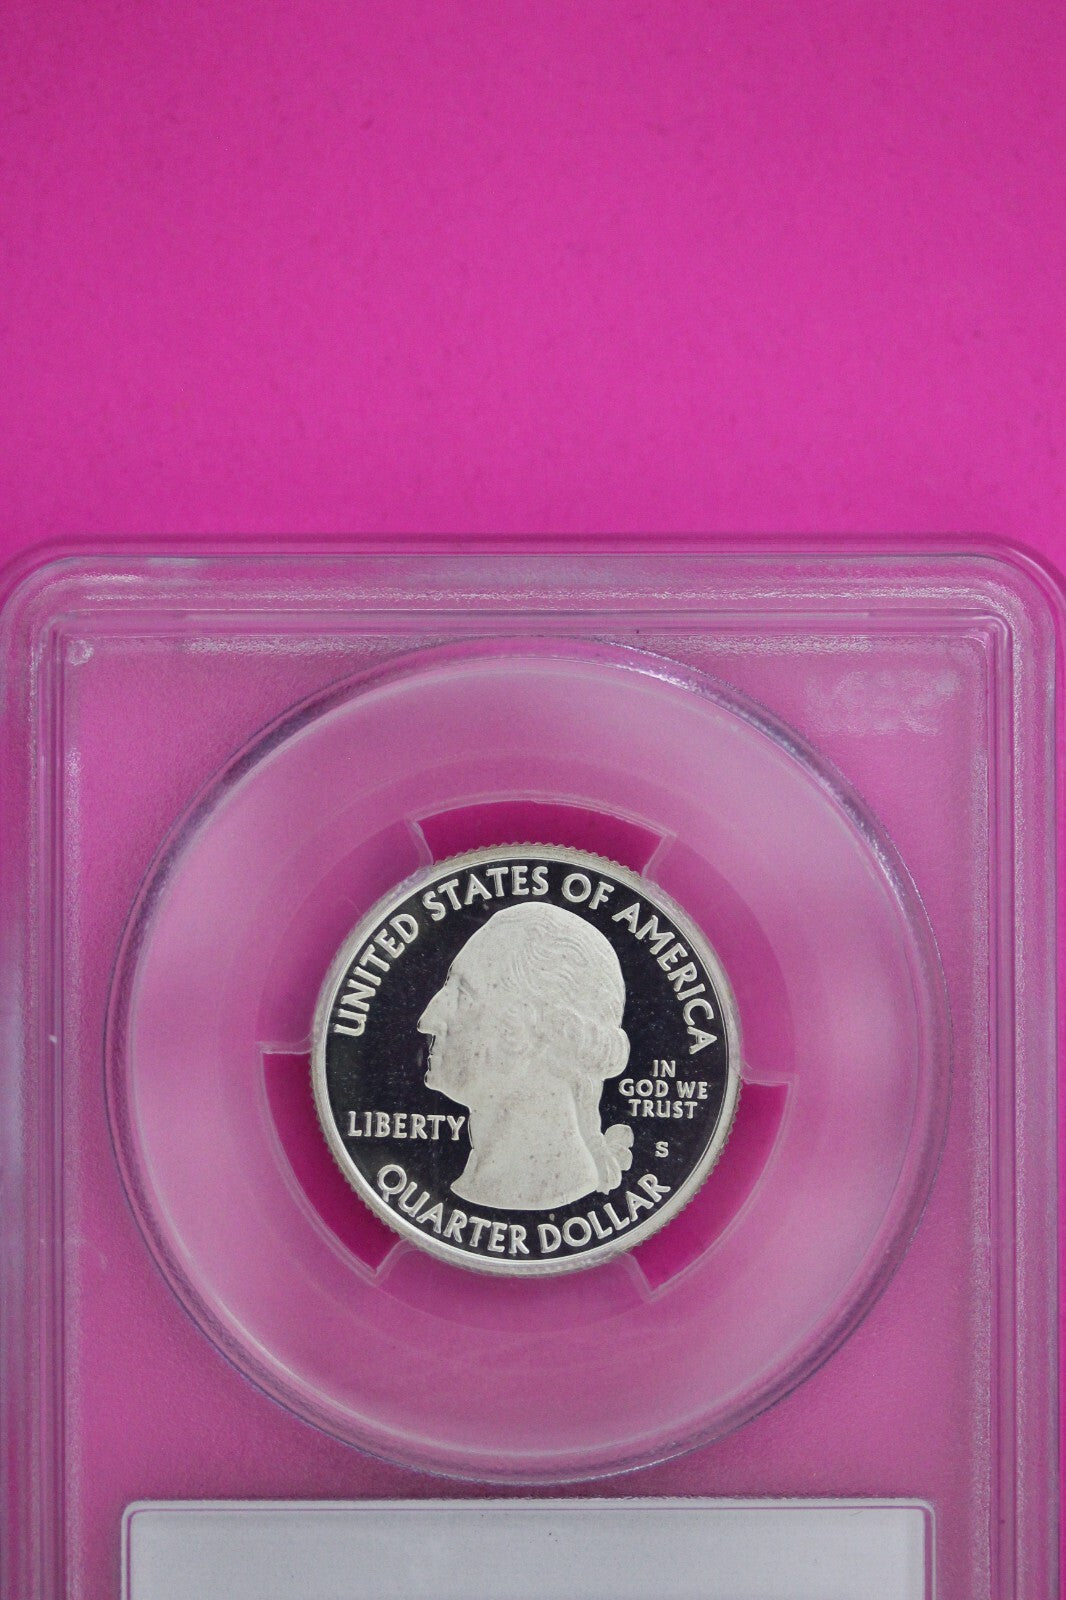 UNITED STATES OF AMERICA
LIBERTY
IN
GOD WE
TRUST
S
QUARTER DOLLAR